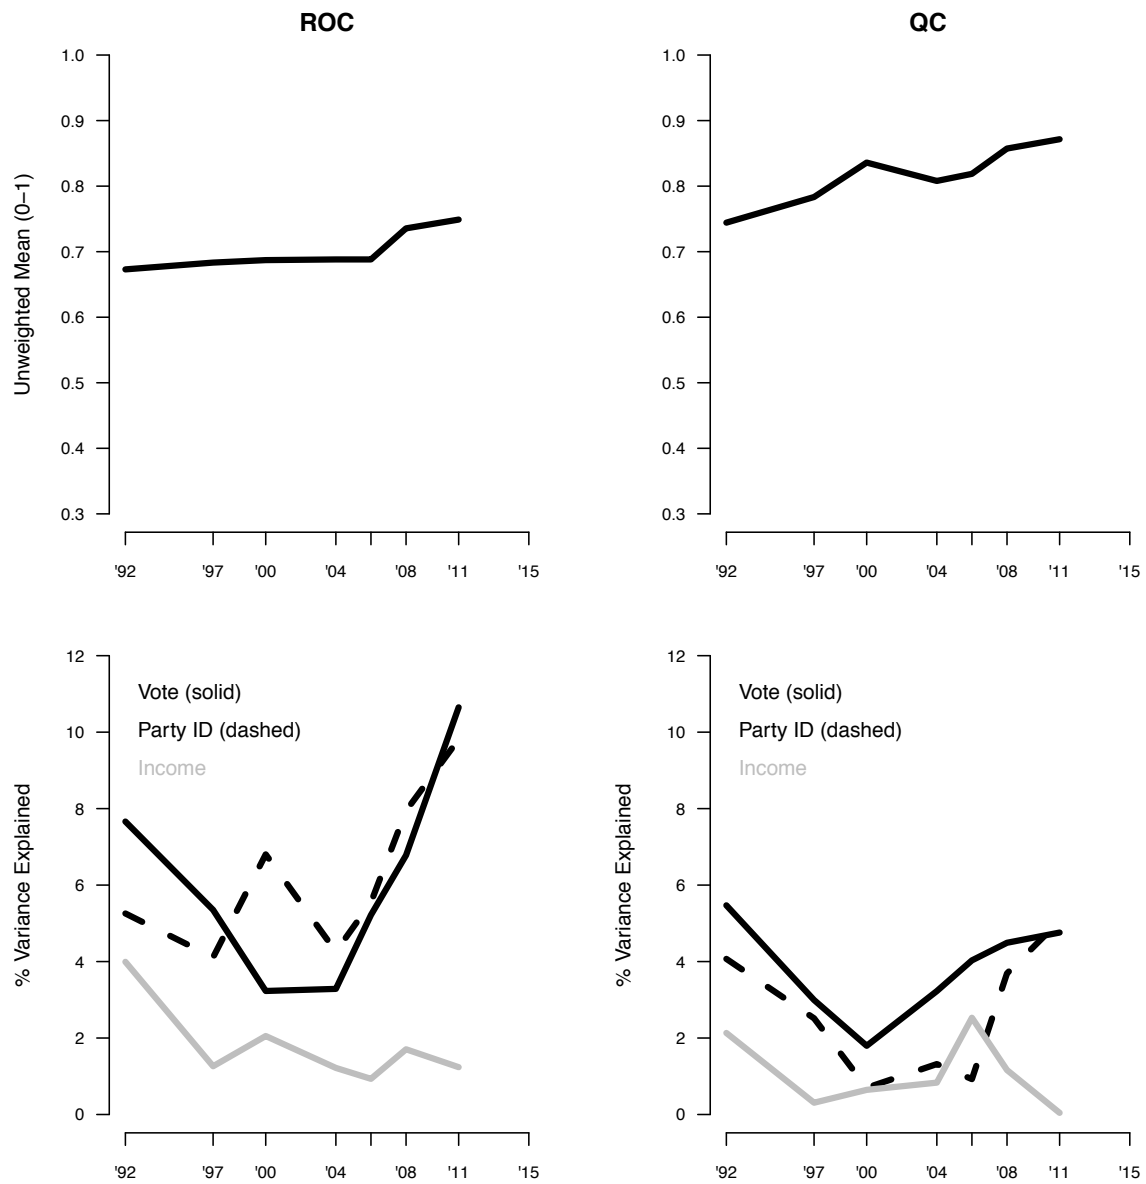 ROC
Unweighted Mean (0–1)
1.0
0.9
0.8
0.7
0.6
0.5
0.4
0.3
'92 '97 '00 '04 '08 '11 '15
QC
1.0
0.9
0.8
0.7
0.6
0.5
0.4
0.3
'92 '97 '00 '04 '08 '11 '15
% Variance Explained
12
10
8
6
4
2
0
Vote (solid)
Party ID (dashed)
Income
'92 '97 '00 '04 '08 '11 '15
% Variance Explained
12
10
8
6
4
2
0
Vote (solid)
Party ID (dashed)
Income
'92 '97 '00 '04 '08 '11 '15